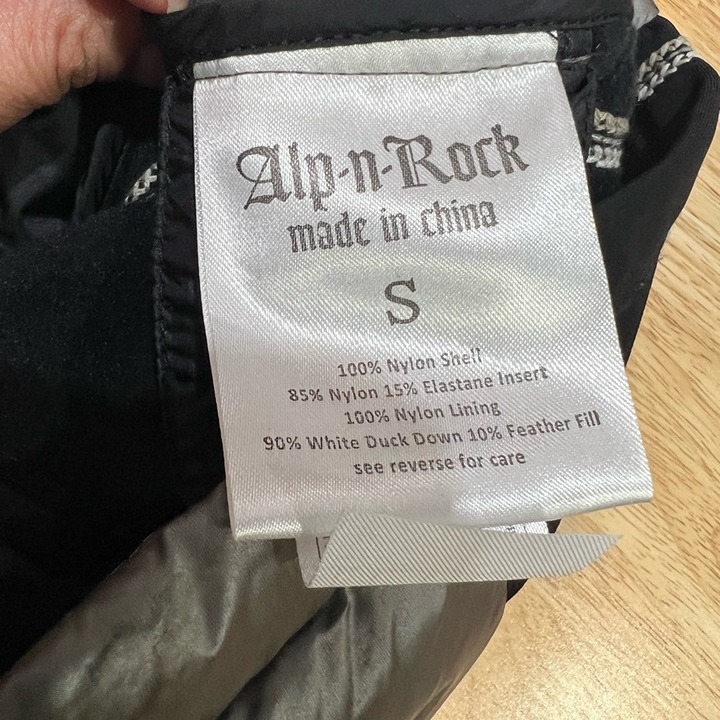 Alp-n-Rock
made in china
S
100% Nylon Shell
85% Nylon 15% Elastane Insert
100% Nylon Lining
90% White Duck Down 10% Feather Fill
see reverse for care